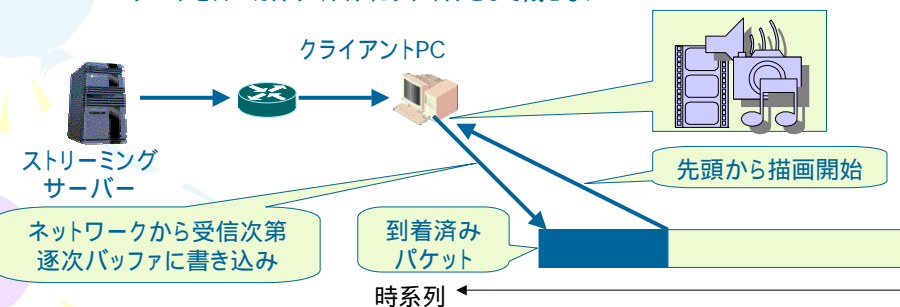 クライアントPC
ストリーミング
サーバー
先頭から描画開始
ネットワークから受信次第
逐次バッファに書き込み
到着済み
パケット
時系列